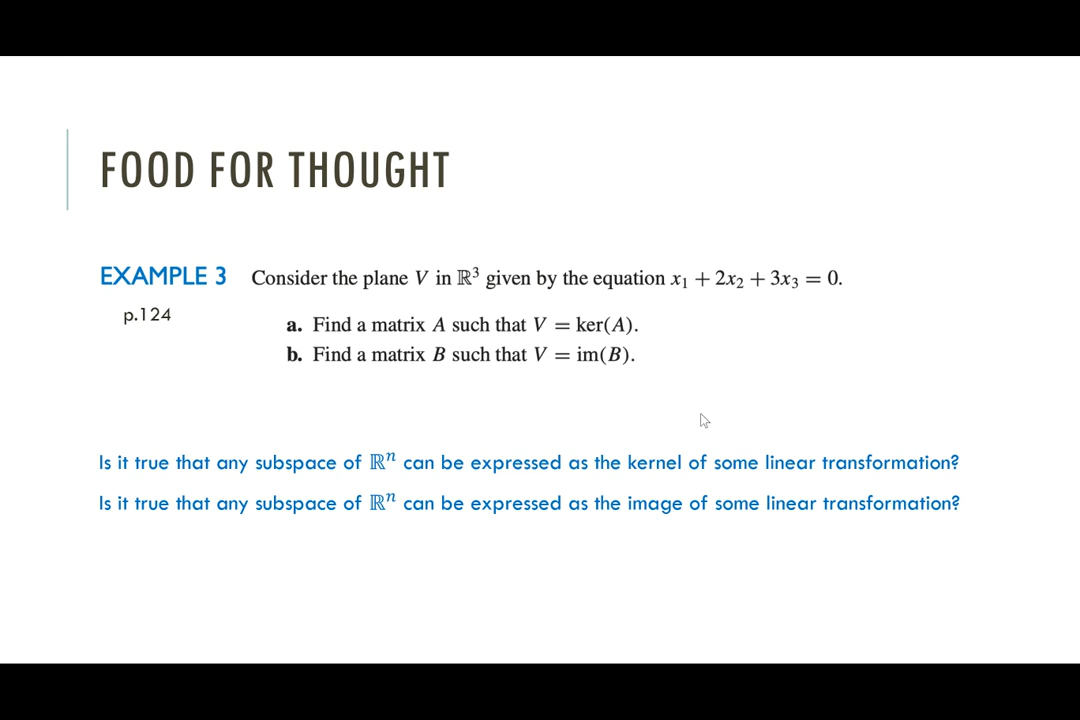 FOOD FOR THOUGHT
EXAMPLE 3 Consider the plane V in ℝ³ given by the equation x₁ + 2x₂ + 3x₃ = 0.
p.124
a. Find a matrix A such that V = ker(A).
b. Find a matrix B such that V = im(B).
Is it true that any subspace of ℝⁿ can be expressed as the kernel of some linear transformation?
Is it true that any subspace of ℝⁿ can be expressed as the image of some linear transformation?